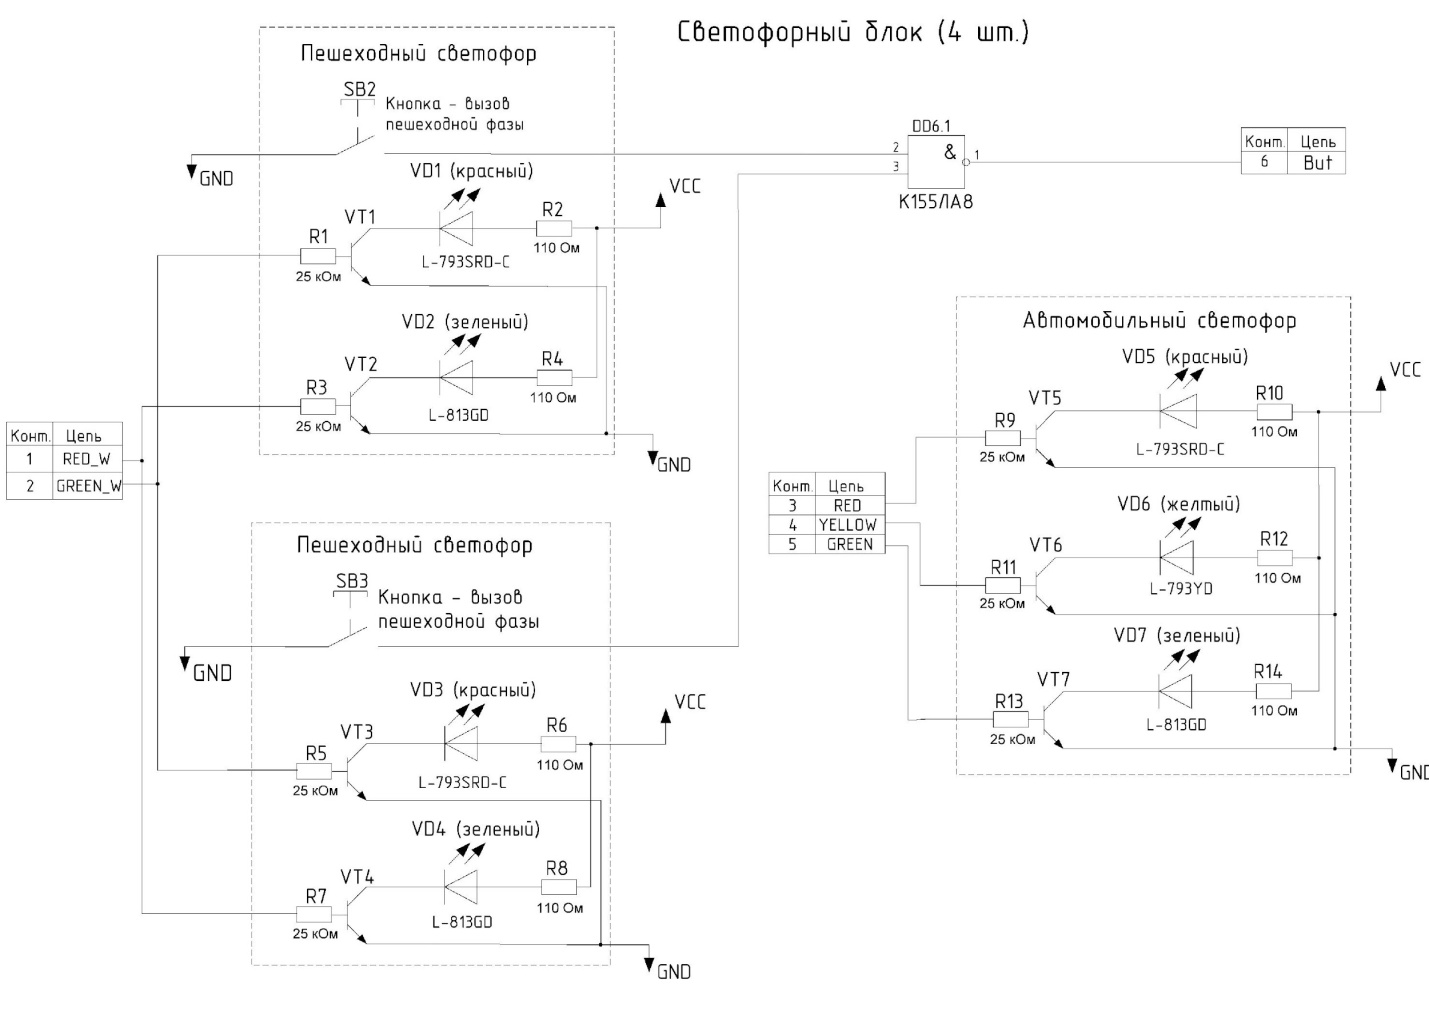 Светофорный блок (4 шт.)
Пешеходный светофор
SB2
Кнопка - вызов
пешеходной фазы
GND
VD1 (красный)
VT1
R1
25 кОм
L-793SRD-C
R2
110 Ом
VCC
VD2 (зеленый)
VT2
R3
25 кОм
L-813GD
R4
110 Ом
GND
DD6.1
2
3
&
1
К155ЛА8
Конт. Цепь
6 But
Конт. Цепь
1 RED_W
2 GREEN_W
Пешеходный светофор
SB3
Кнопка - вызов
пешеходной фазы
GND
VD3 (красный)
VT3
R5
25 кОм
L-793SRD-C
R6
110 Ом
VCC
VD4 (зеленый)
VT4
R7
25 кОм
L-813GD
R8
110 Ом
GND
Конт. Цепь
3 RED
4 YELLOW
5 GREEN
Автомобильный светофор
VD5 (красный)
VT5
R9
25 кОм
L-793SRD-C
R10
110 Ом
VCC
VD6 (желтый)
VT6
R11
25 кОм
L-793YD
R12
110 Ом
VD7 (зеленый)
VT7
R13
25 кОм
L-813GD
R14
110 Ом
GND